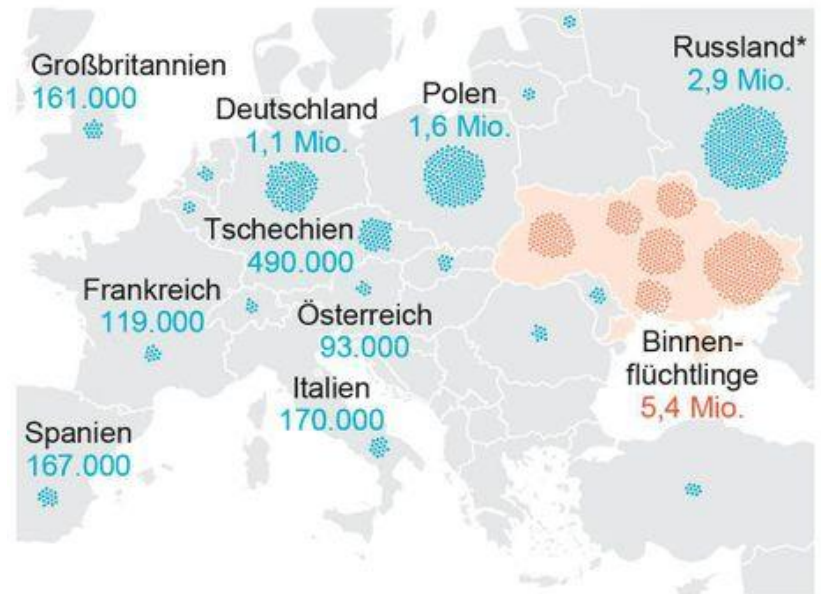 Großbritannien
161.000
Deutschland
1,1 Mio.
Polen
1,6 Mio.
Russland*
2,9 Mio.
Tschechien
490.000
Frankreich
119.000
Österreich
93.000
Italien
170.000
Spanien
167.000
Binnen-
flüchtlinge
5,4 Mio.